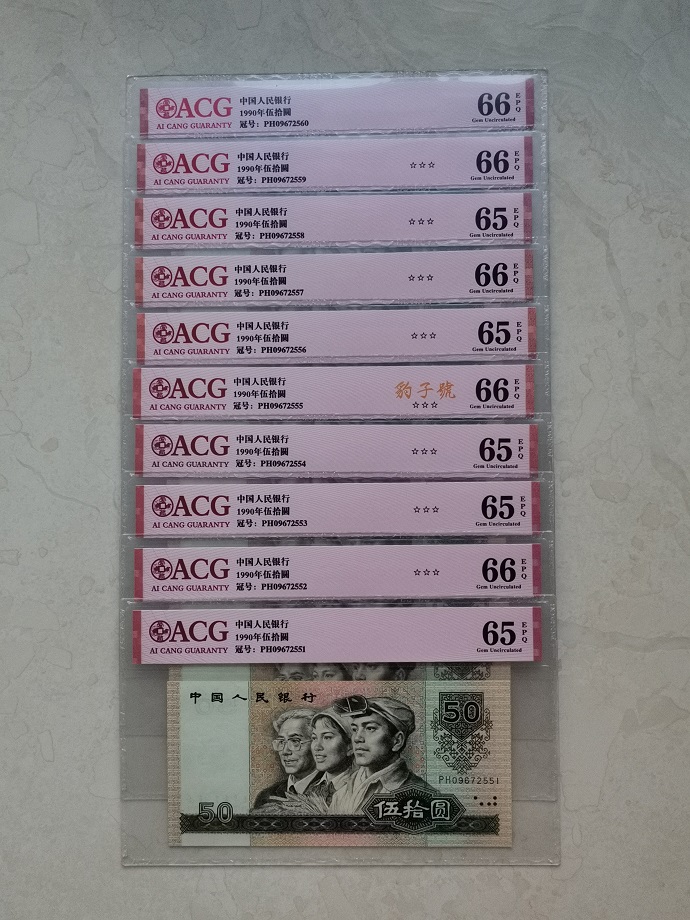 ACG
AI CANG GUARANTY
中国人民银行
1990年伍拾圆
冠号：PH09672560
66 EPQ
Gem Uncirculated
ACG
AI CANG GUARANTY
中国人民银行
1990年伍拾圆
冠号：PH09672559
☆☆☆
66 EPQ
Gem Uncirculated
ACG
AI CANG GUARANTY
中国人民银行
1990年伍拾圆
冠号：PH09672558
☆☆☆
65 EPQ
Gem Uncirculated
ACG
AI CANG GUARANTY
中国人民银行
1990年伍拾圆
冠号：PH09672557
☆☆☆
66 EPQ
Gem Uncirculated
ACG
AI CANG GUARANTY
中国人民银行
1990年伍拾圆
冠号：PH09672556
☆☆☆
65 EPQ
Gem Uncirculated
ACG
AI CANG GUARANTY
中国人民银行
1990年伍拾圆
冠号：PH09672555
豹子號
☆☆☆
66 EPQ
Gem Uncirculated
ACG
AI CANG GUARANTY
中国人民银行
1990年伍拾圆
冠号：PH09672554
☆☆☆
65 EPQ
Gem Uncirculated
ACG
AI CANG GUARANTY
中国人民银行
1990年伍拾圆
冠号：PH09672553
☆☆☆
65 EPQ
Gem Uncirculated
ACG
AI CANG GUARANTY
中国人民银行
1990年伍拾圆
冠号：PH09672552
☆☆☆
66 EPQ
Gem Uncirculated
ACG
AI CANG GUARANTY
中国人民银行
1990年伍拾圆
冠号：PH09672551
65 EPQ
Gem Uncirculated
中国人民银行
50
PH09672551
50
伍拾圆